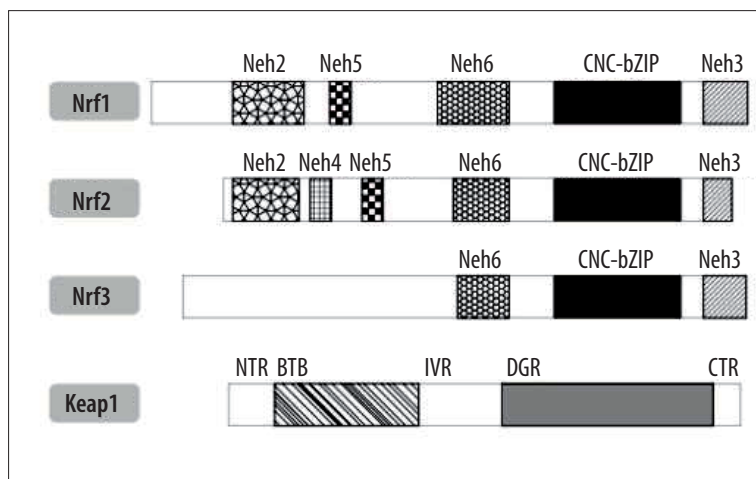 Neh2 Neh5 Neh6 CNC-bZIP Neh3
Nrf1
Neh2 Neh4 Neh5 Neh6 CNC-bZIP Neh3
Nrf2
Neh6 CNC-bZIP Neh3
Nrf3
NTR BTB IVR DGR CTR
Keap1